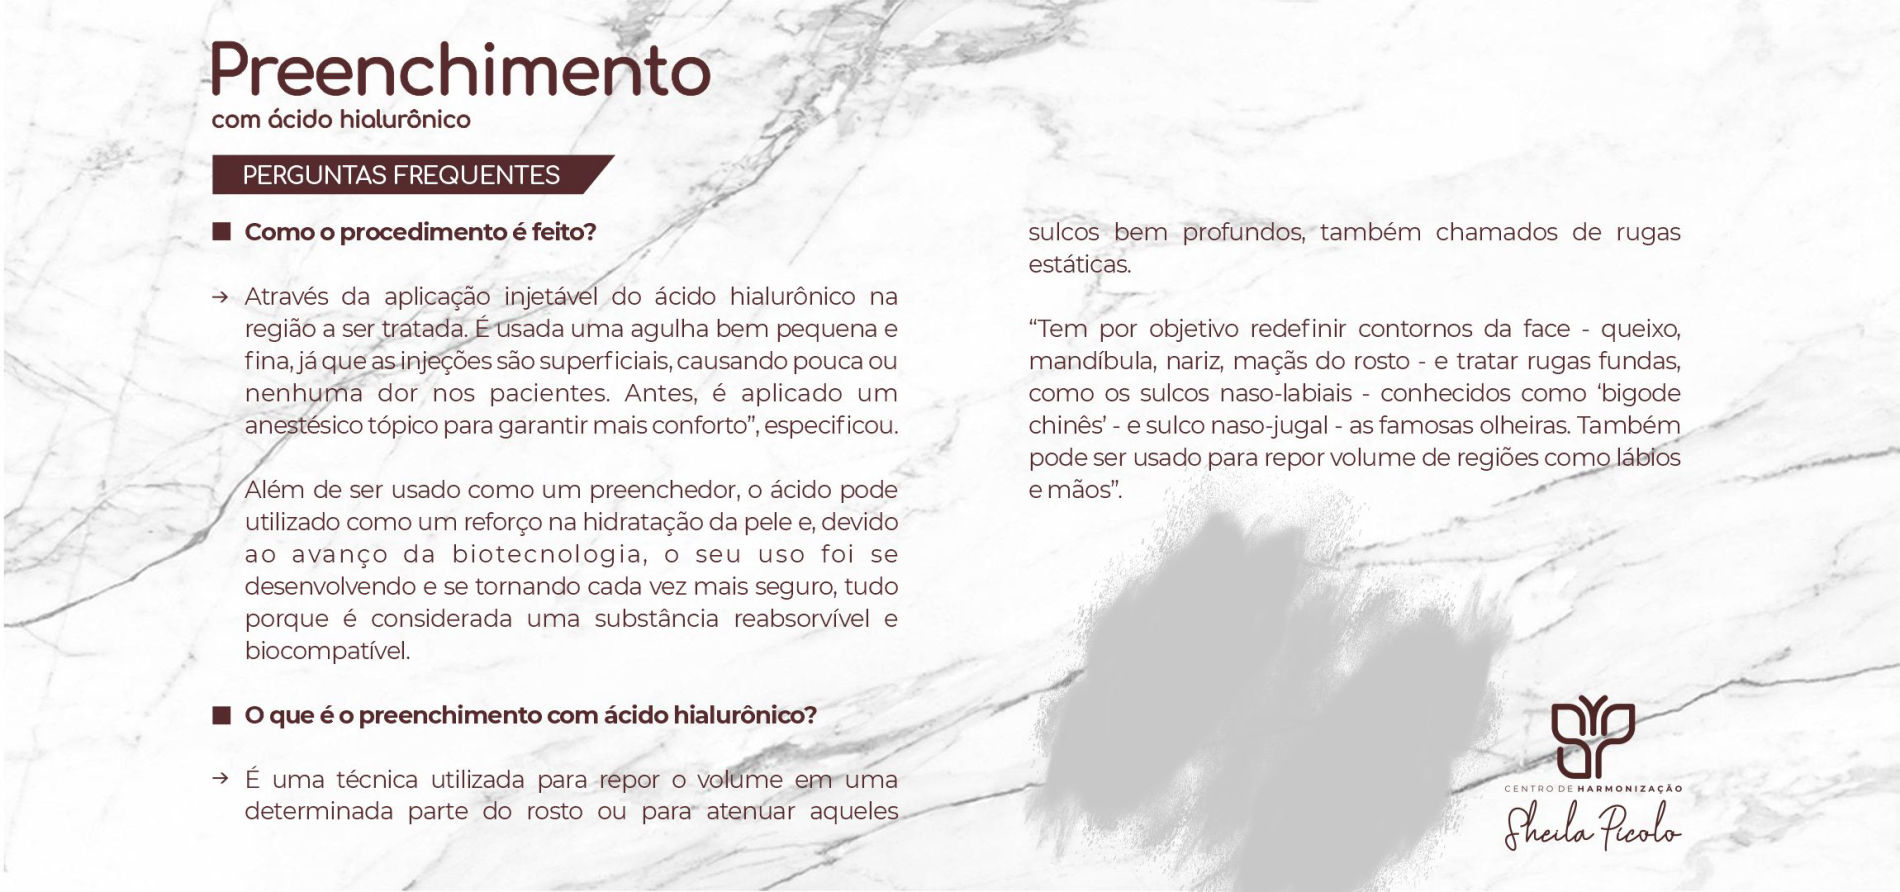 Preenchimento
com ácido hialurônico
PERGUNTAS FREQUENTES
■ Como o procedimento é feito?
→ Através da aplicação injetável do ácido hialurônico na
região a ser tratada. É usada uma agulha bem pequena e
fina, já que as injeções são superficiais, causando pouca ou
nenhuma dor nos pacientes. Antes, é aplicado um
anestésico tópico para garantir mais conforto”, especificou.
Além de ser usado como um preenchedor, o ácido pode
utilizado como um reforço na hidratação da pele e, devido
ao avanço da biotecnologia, o seu uso foi se
desenvolvendo e se tornando cada vez mais seguro, tudo
porque é considerada uma substância reabsorvível e
biocompatível.
■ O que é o preenchimento com ácido hialurônico?
→ É uma técnica utilizada para repor o volume em uma
determinada parte do rosto ou para atenuar aqueles
sulcos bem profundos, também chamados de rugas
estáticas.
“Tem por objetivo redefinir contornos da face - queixo,
mandíbula, nariz, maçãs do rosto - e tratar rugas fundas,
como os sulcos naso-labiais - conhecidos como ‘bigode
chinês’ - e sulco naso-jugal - as famosas olheiras. Também
pode ser usado para repor volume de regiões como lábios
e mãos”.
CENTRO DE HARMONIZAÇÃO
Sheila Picolo